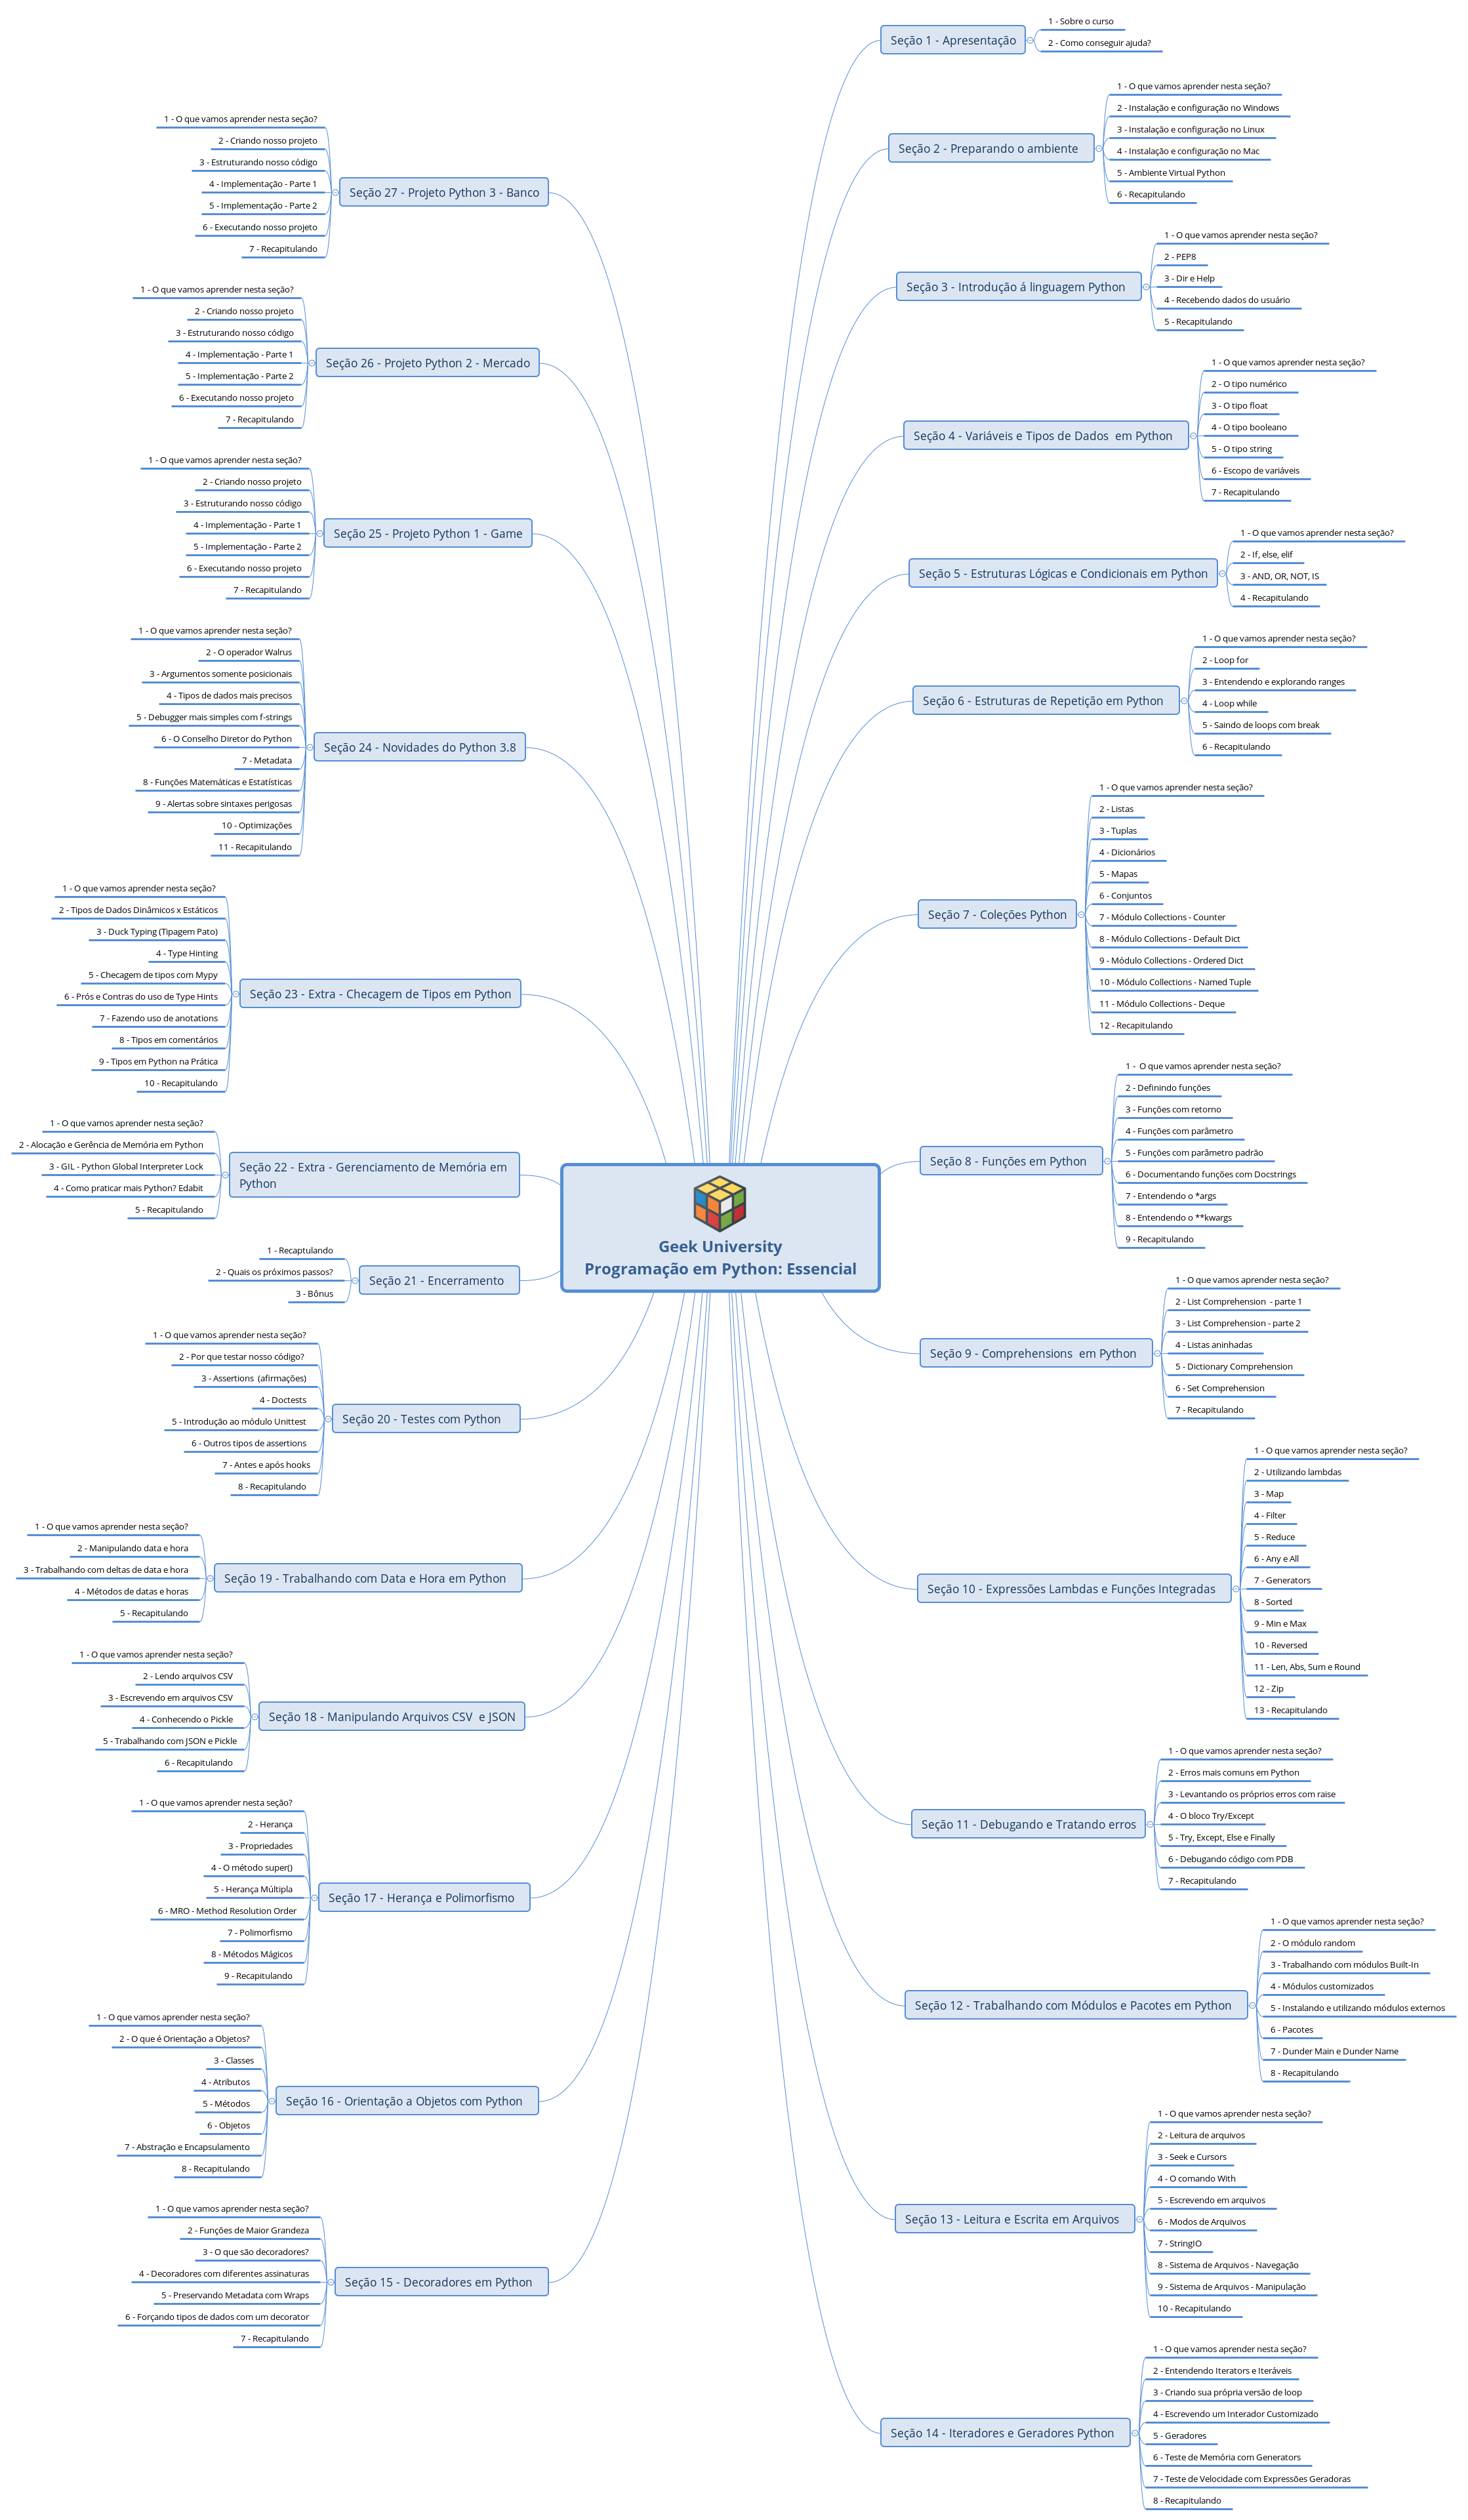 Geek University
Programação em Python: Essencial
Seção 1 - Apresentação
1 - Sobre o curso
2 - Como conseguir ajuda?
Seção 2 - Preparando o ambiente
1 - O que vamos aprender nesta seção?
2 - Instalação e configuração no Windows
3 - Instalação e configuração no Linux
4 - Instalação e configuração no Mac
5 - Ambiente Virtual Python
6 - Recapitulando
Seção 3 - Introdução á linguagem Python
1 - O que vamos aprender nesta seção?
2 - PEP8
3 - Dir e Help
4 - Recebendo dados do usuário
5 - Recapitulando
Seção 4 - Variáveis e Tipos de Dados  em Python
1 - O que vamos aprender nesta seção?
2 - O tipo numérico
3 - O tipo float
4 - O tipo booleano
5 - O tipo string
6 - Escopo de variáveis
7 - Recapitulando
Seção 5 - Estruturas Lógicas e Condicionais em Python
1 - O que vamos aprender nesta seção?
2 - If, else, elif
3 - AND, OR, NOT, IS
4 - Recapitulando
Seção 6 - Estruturas de Repetição em Python
1 - O que vamos aprender nesta seção?
2 - Loop for
3 - Entendendo e explorando ranges
4 - Loop while
5 - Saindo de loops com break
6 - Recapitulando
Seção 7 - Coleções Python
1 - O que vamos aprender nesta seção?
2 - Listas
3 - Tuplas
4 - Dicionários
5 - Mapas
6 - Conjuntos
7 - Módulo Collections - Counter
8 - Módulo Collections - Default Dict
9 - Módulo Collections - Ordered Dict
10 - Módulo Collections - Named Tuple
11 - Módulo Collections - Deque
12 - Recapitulando
Seção 8 - Funções em Python
1 -  O que vamos aprender nesta seção?
2 - Definindo funções
3 - Funções com retorno
4 - Funções com parâmetro
5 - Funções com parâmetro padrão
6 - Documentando funções com Docstrings
7 - Entendendo o *args
8 - Entendendo o **kwargs
9 - Recapitulando
Seção 9 - Comprehensions  em Python
1 - O que vamos aprender nesta seção?
2 - List Comprehension  - parte 1
3 - List Comprehension - parte 2
4 - Listas aninhadas
5 - Dictionary Comprehension
6 - Set Comprehension
7 - Recapitulando
Seção 10 - Expressões Lambdas e Funções Integradas
1 - O que vamos aprender nesta seção?
2 - Utilizando lambdas
3 - Map
4 - Filter
5 - Reduce
6 - Any e All
7 - Generators
8 - Sorted
9 - Min e Max
10 - Reversed
11 - Len, Abs, Sum e Round
12 - Zip
13 - Recapitulando
Seção 11 - Debugando e Tratando erros
1 - O que vamos aprender nesta seção?
2 - Erros mais comuns em Python
3 - Levantando os próprios erros com raise
4 - O bloco Try/Except
5 - Try, Except, Else e Finally
6 - Debugando código com PDB
7 - Recapitulando
Seção 12 - Trabalhando com Módulos e Pacotes em Python
1 - O que vamos aprender nesta seção?
2 - O módulo random
3 - Trabalhando com módulos Built-In
4 - Módulos customizados
5 - Instalando e utilizando módulos externos
6 - Pacotes
7 - Dunder Main e Dunder Name
8 - Recapitulando
Seção 13 - Leitura e Escrita em Arquivos
1 - O que vamos aprender nesta seção?
2 - Leitura de arquivos
3 - Seek e Cursors
4 - O comando With
5 - Escrevendo em arquivos
6 - Modos de Arquivos
7 - StringIO
8 - Sistema de Arquivos - Navegação
9 - Sistema de Arquivos - Manipulação
10 - Recapitulando
Seção 14 - Iteradores e Geradores Python
1 - O que vamos aprender nesta seção?
2 - Entendendo Iterators e Iteráveis
3 - Criando sua própria versão de loop
4 - Escrevendo um Interador Customizado
5 - Geradores
6 - Teste de Memória com Generators
7 - Teste de Velocidade com Expressões Geradoras
8 - Recapitulando
Seção 27 - Projeto Python 3 - Banco
1 - O que vamos aprender nesta seção?
2 - Criando nosso projeto
3 - Estruturando nosso código
4 - Implementação - Parte 1
5 - Implementação - Parte 2
6 - Executando nosso projeto
7 - Recapitulando
Seção 26 - Projeto Python 2 - Mercado
1 - O que vamos aprender nesta seção?
2 - Criando nosso projeto
3 - Estruturando nosso código
4 - Implementação - Parte 1
5 - Implementação - Parte 2
6 - Executando nosso projeto
7 - Recapitulando
Seção 25 - Projeto Python 1 - Game
1 - O que vamos aprender nesta seção?
2 - Criando nosso projeto
3 - Estruturando nosso código
4 - Implementação - Parte 1
5 - Implementação - Parte 2
6 - Executando nosso projeto
7 - Recapitulando
Seção 24 - Novidades do Python 3.8
1 - O que vamos aprender nesta seção?
2 - O operador Walrus
3 - Argumentos somente posicionais
4 - Tipos de dados mais precisos
5 - Debugger mais simples com f-strings
6 - O Conselho Diretor do Python
7 - Metadata
8 - Funções Matemáticas e Estatísticas
9 - Alertas sobre sintaxes perigosas
10 - Optimizações
11 - Recapitulando
Seção 23 - Extra - Checagem de Tipos em Python
1 - O que vamos aprender nesta seção?
2 - Tipos de Dados Dinâmicos x Estáticos
3 - Duck Typing (Tipagem Pato)
4 - Type Hinting
5 - Checagem de tipos com Mypy
6 - Prós e Contras do uso de Type Hints
7 - Fazendo uso de anotations
8 - Tipos em comentários
9 - Tipos em Python na Prática
10 - Recapitulando
Seção 22 - Extra - Gerenciamento de Memória em
Python
1 - O que vamos aprender nesta seção?
2 - Alocação e Gerência de Memória em Python
3 - GIL - Python Global Interpreter Lock
4 - Como praticar mais Python? Edabit
5 - Recapitulando
Seção 21 - Encerramento
1 - Recaptulando
2 - Quais os próximos passos?
3 - Bônus
Seção 20 - Testes com Python
1 - O que vamos aprender nesta seção?
2 - Por que testar nosso código?
3 - Assertions  (afirmações)
4 - Doctests
5 - Introdução ao módulo Unittest
6 - Outros tipos de assertions
7 - Antes e após hooks
8 - Recapitulando
Seção 19 - Trabalhando com Data e Hora em Python
1 - O que vamos aprender nesta seção?
2 - Manipulando data e hora
3 - Trabalhando com deltas de data e hora
4 - Métodos de datas e horas
5 - Recapitulando
Seção 18 - Manipulando Arquivos CSV  e JSON
1 - O que vamos aprender nesta seção?
2 - Lendo arquivos CSV
3 - Escrevendo em arquivos CSV
4 - Conhecendo o Pickle
5 - Trabalhando com JSON e Pickle
6 - Recapitulando
Seção 17 - Herança e Polimorfismo
1 - O que vamos aprender nesta seção?
2 - Herança
3 - Propriedades
4 - O método super()
5 - Herança Múltipla
6 - MRO - Method Resolution Order
7 - Polimorfismo
8 - Métodos Mágicos
9 - Recapitulando
Seção 16 - Orientação a Objetos com Python
1 - O que vamos aprender nesta seção?
2 - O que é Orientação a Objetos?
3 - Classes
4 - Atributos
5 - Métodos
6 - Objetos
7 - Abstração e Encapsulamento
8 - Recapitulando
Seção 15 - Decoradores em Python
1 - O que vamos aprender nesta seção?
2 - Funções de Maior Grandeza
3 - O que são decoradores?
4 - Decoradores com diferentes assinaturas
5 - Preservando Metadata com Wraps
6 - Forçando tipos de dados com um decorator
7 - Recapitulando